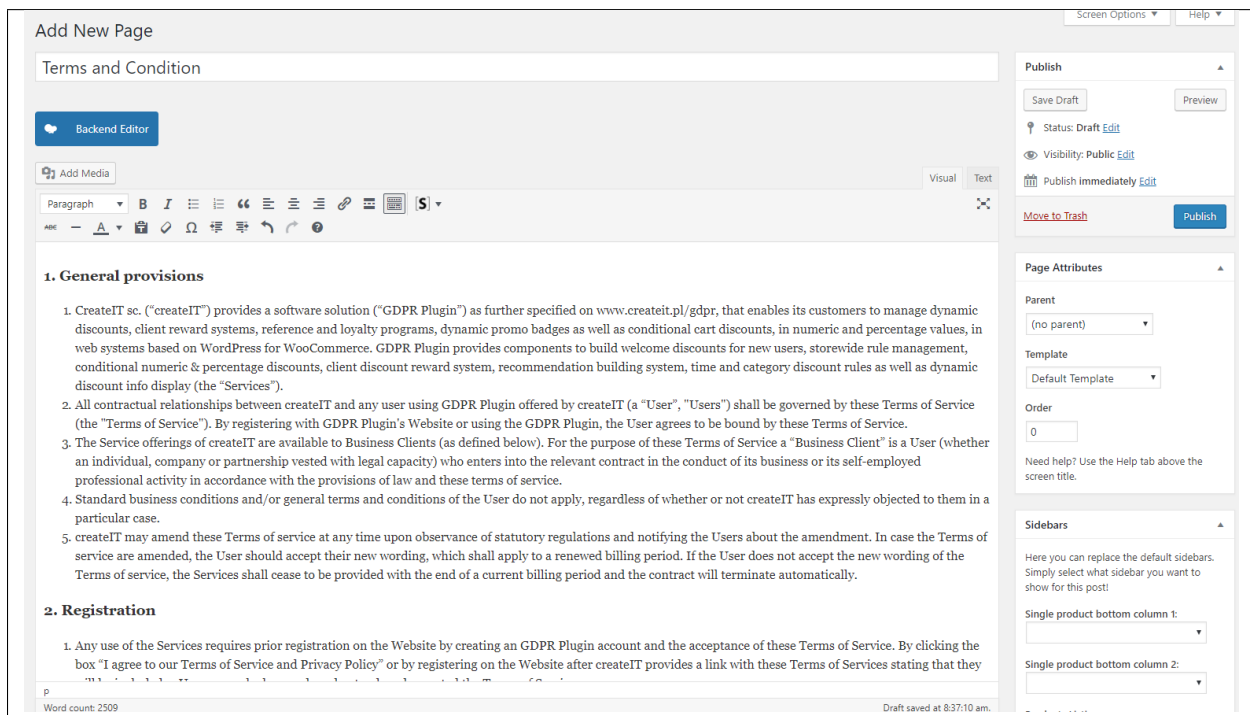 Screen Options ▼ Help ▼
Add New Page
Terms and Condition
Backend Editor
Add Media
Visual Text
Paragraph
B I
ABC A Ω
1. General provisions
1. CreateIT sc. (“createIT”) provides a software solution (“GDPR Plugin”) as further specified on www.createit.pl/gdpr, that enables its customers to manage dynamic
discounts, client reward systems, reference and loyalty programs, dynamic promo badges as well as conditional cart discounts, in numeric and percentage values, in
web systems based on WordPress for WooCommerce. GDPR Plugin provides components to build welcome discounts for new users, storewide rule management,
conditional numeric & percentage discounts, client discount reward system, recommendation building system, time and category discount rules as well as dynamic
discount info display (the “Services”).
2. All contractual relationships between createIT and any user using GDPR Plugin offered by createIT (a “User”, "Users") shall be governed by these Terms of Service
(the "Terms of Service"). By registering with GDPR Plugin's Website or using the GDPR Plugin, the User agrees to be bound by these Terms of Service.
3. The Service offerings of createIT are available to Business Clients (as defined below). For the purpose of these Terms of Service a “Business Client” is a User (whether
an individual, company or partnership vested with legal capacity) who enters into the relevant contract in the conduct of its business or its self-employed
professional activity in accordance with the provisions of law and these terms of service.
4. Standard business conditions and/or general terms and conditions of the User do not apply, regardless of whether or not createIT has expressly objected to them in a
particular case.
5. createIT may amend these Terms of service at any time upon observance of statutory regulations and notifying the Users about the amendment. In case the Terms of
service are amended, the User should accept their new wording, which shall apply to a renewed billing period. If the User does not accept the new wording of the
Terms of service, the Services shall cease to be provided with the end of a current billing period and the contract will terminate automatically.
2. Registration
1. Any use of the Services requires prior registration on the Website by creating an GDPR Plugin account and the acceptance of these Terms of Service. By clicking the
box “I agree to our Terms of Service and Privacy Policy” or by registering on the Website after createIT provides a link with these Terms of Services stating that they
p
Word count: 2509
Draft saved at 8:37:10 am.
Publish
Save Draft
Preview
Status: Draft Edit
Visibility: Public Edit
Publish immediately Edit
Move to Trash
Publish
Page Attributes
Parent
(no parent)
Template
Default Template
Order
0
Need help? Use the Help tab above the
screen title.
Sidebars
Here you can replace the default sidebars.
Simply select what sidebar you want to
show for this post!
Single product bottom column 1:
Single product bottom column 2: